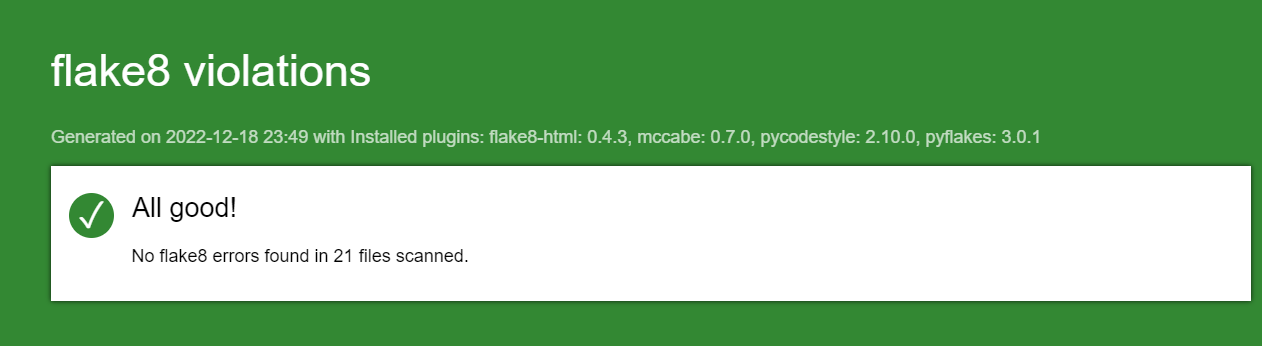 flake8 violations
Generated on 2022-12-18 23:49 with Installed plugins: flake8-html: 0.4.3, mccabe: 0.7.0, pycodestyle: 2.10.0, pyflakes: 3.0.1
All good!
No flake8 errors found in 21 files scanned.